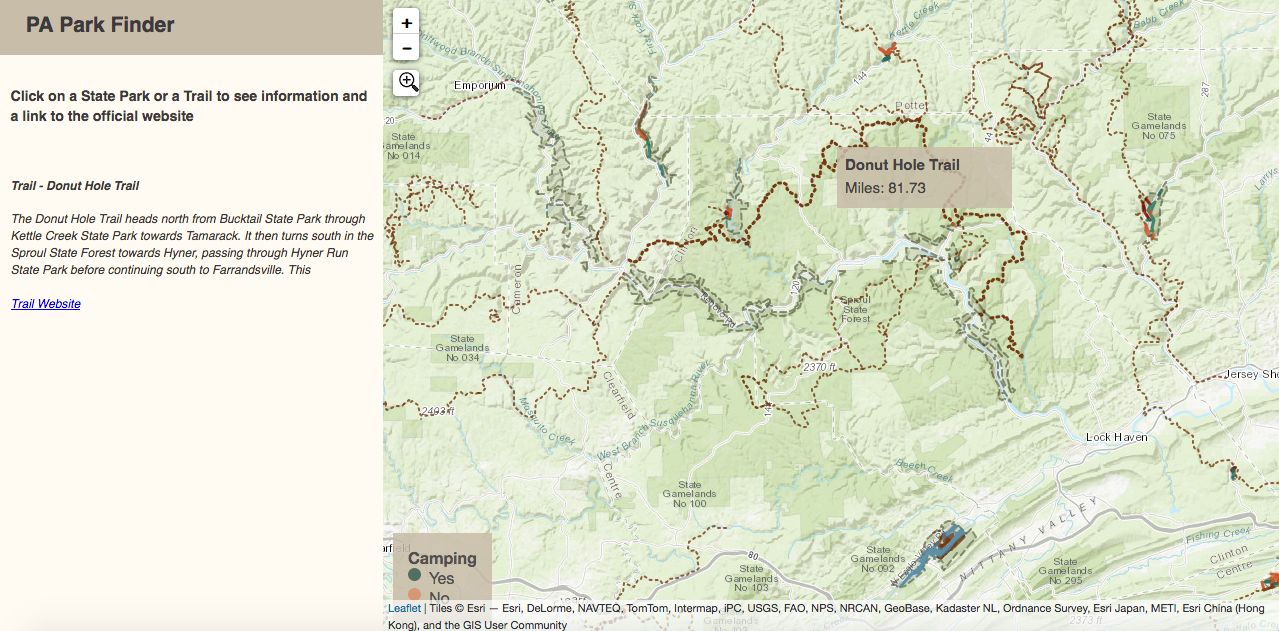 PA Park Finder
Click on a State Park or a Trail to see information and
a link to the official website
Trail - Donut Hole Trail
The Donut Hole Trail heads north from Bucktail State Park through
Kettle Creek State Park towards Tamarack. It then turns south in the
Sproul State Forest towards Hyner, passing through Hyner Run
State Park before continuing south to Farrandsville. This
Trail Website
+
−
Emporium
Kettle Creek
Babb Creek
144
Potter
287
44
20
State
Gamelands
No 014
State
Gamelands
No 075
Donut Hole Trail
Miles: 81.73
Larrys
Clinton
Cameron
120
Sproul
State
Forest
State
Gamelands
No 034
2370 ft
Clearfield
Jersey Sho
2403 ft
Mosquito Creek
West Branch Susquehanna River
144
Lock Haven
Beech Creek
Centre
State
Gamelands
No 100
NITTANY VALLEY
Fishing Creek
Clinton
Centre
State
Gamelands
No 092
State
Gamelands
No 295
80
State
Gamelands
No 103
Camping
Yes
No
Leaflet | Tiles © Esri — Esri, DeLorme, NAVTEQ, TomTom, Intermap, iPC, USGS, FAO, NPS, NRCAN, GeoBase, Kadaster NL, Ordnance Survey, Esri Japan, METI, Esri China (Hong
Kong), and the GIS User Community
2373 ft